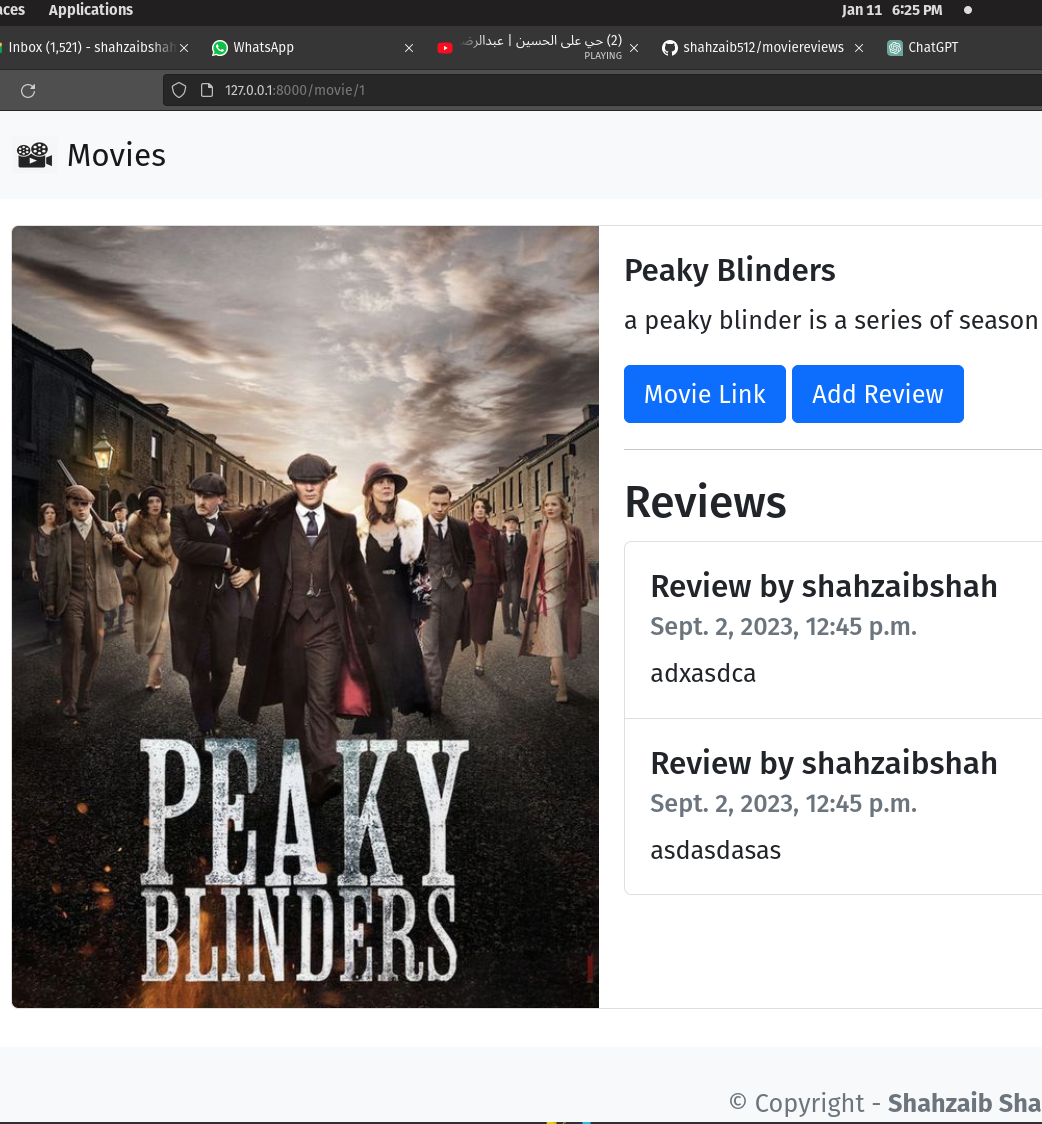 Applications
Jan 11 6:25 PM
Inbox (1,521) - shahzaibshah
WhatsApp
(2) حي على الحسين | عبدالرض
PLAYING
shahzaib512/moviereviews
ChatGPT
127.0.0.1:8000/movie/1
Movies
Peaky Blinders
a peaky blinder is a series of season
Movie Link
Add Review
Reviews
Review by shahzaibshah
Sept. 2, 2023, 12:45 p.m.
adxasdca
Review by shahzaibshah
Sept. 2, 2023, 12:45 p.m.
asdasdasas
PEAKY
BLINDERS
© Copyright - Shahzaib Sha